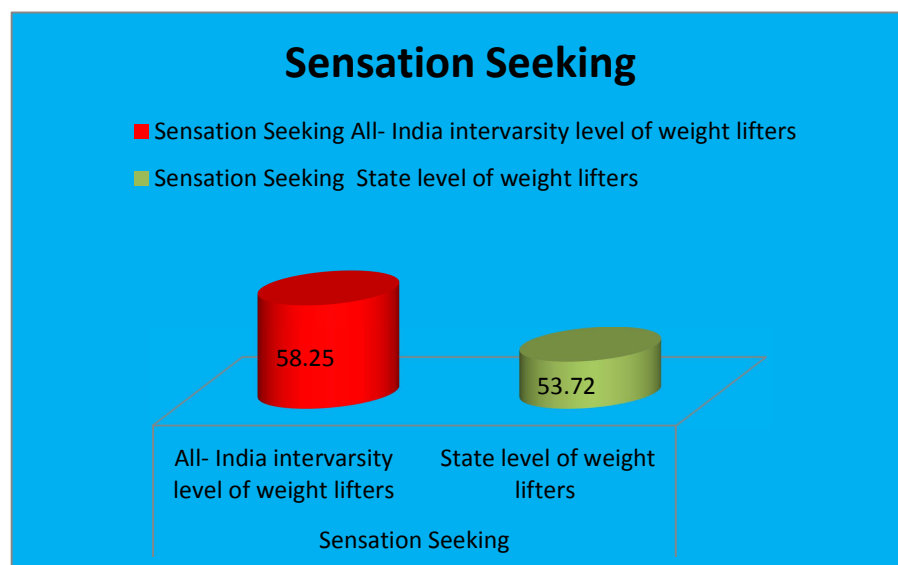 Sensation Seeking
Sensation Seeking All- India intervarsity level of weight lifters
Sensation Seeking State level of weight lifters
58.25
53.72
All- India intervarsity
level of weight lifters
State level of weight
lifters
Sensation Seeking